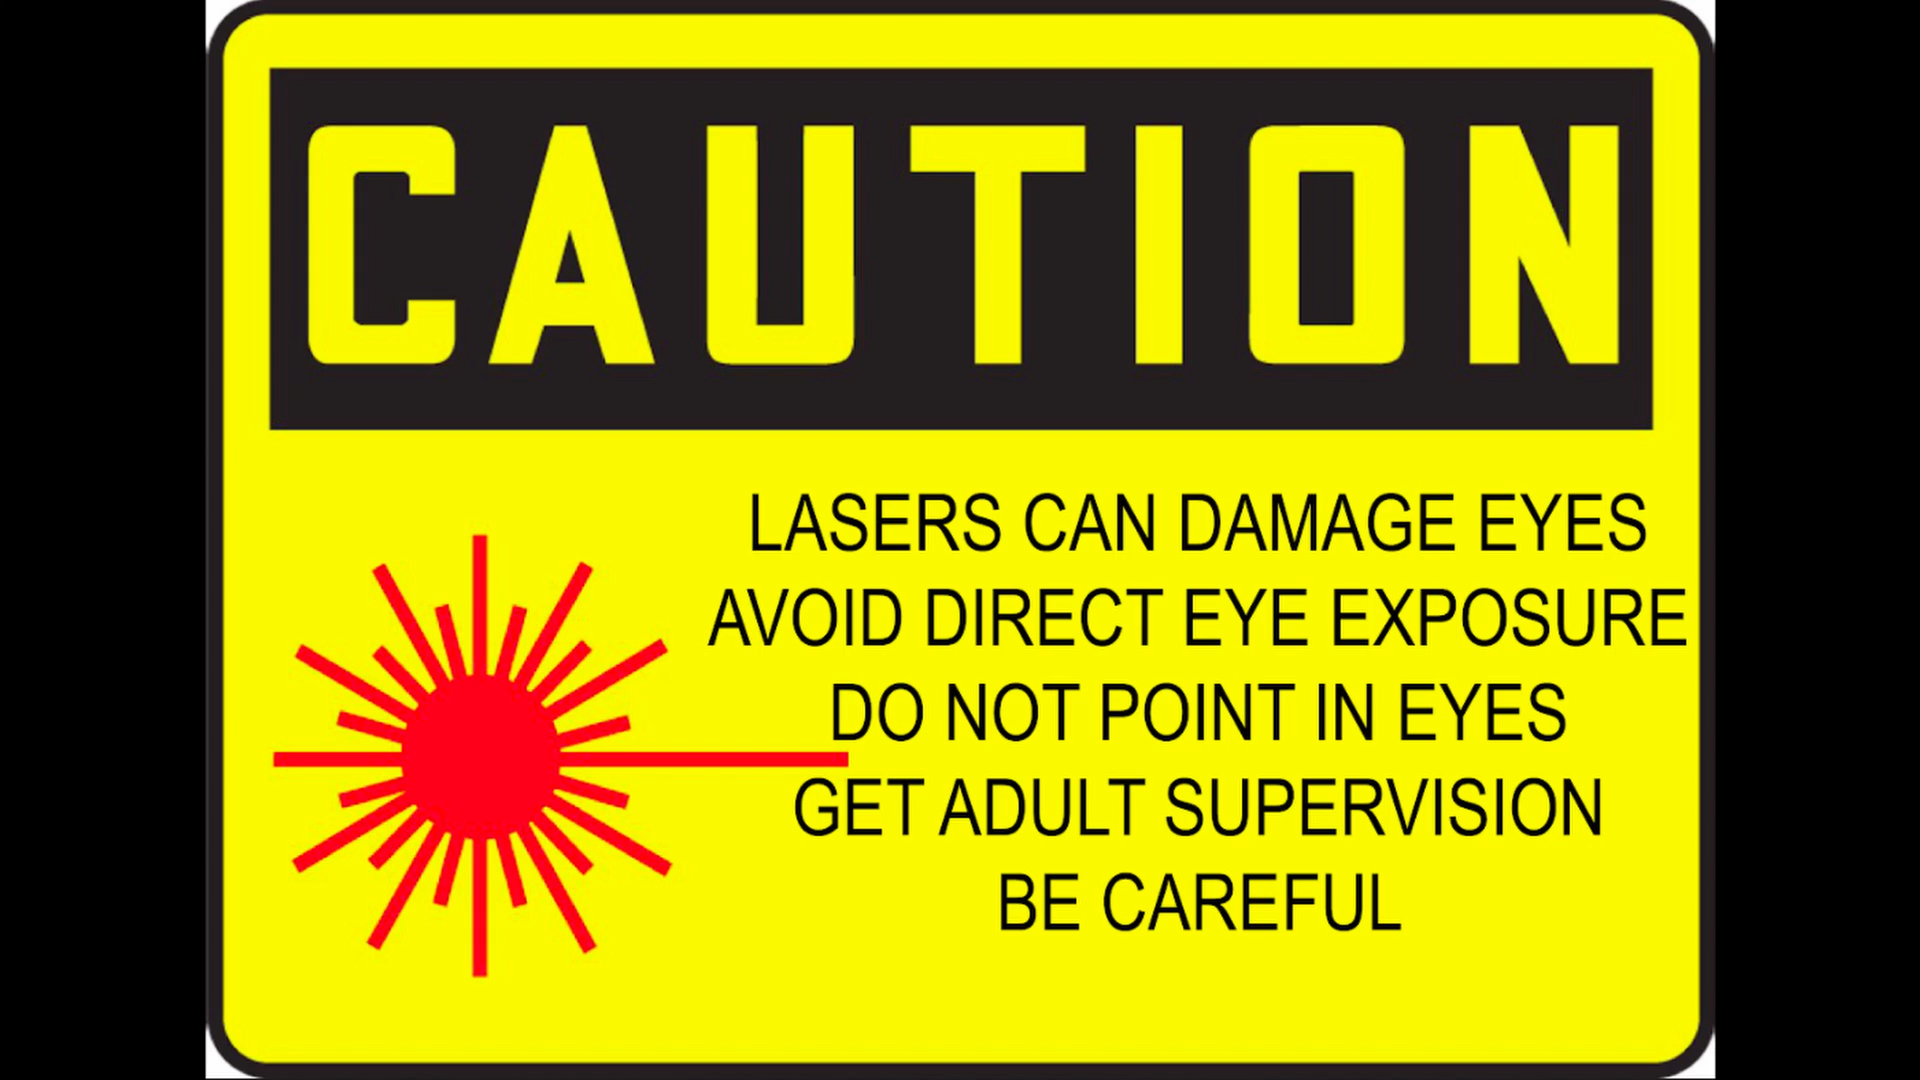 CAUTION
LASERS CAN DAMAGE EYES
AVOID DIRECT EYE EXPOSURE
DO NOT POINT IN EYES
GET ADULT SUPERVISION
BE CAREFUL